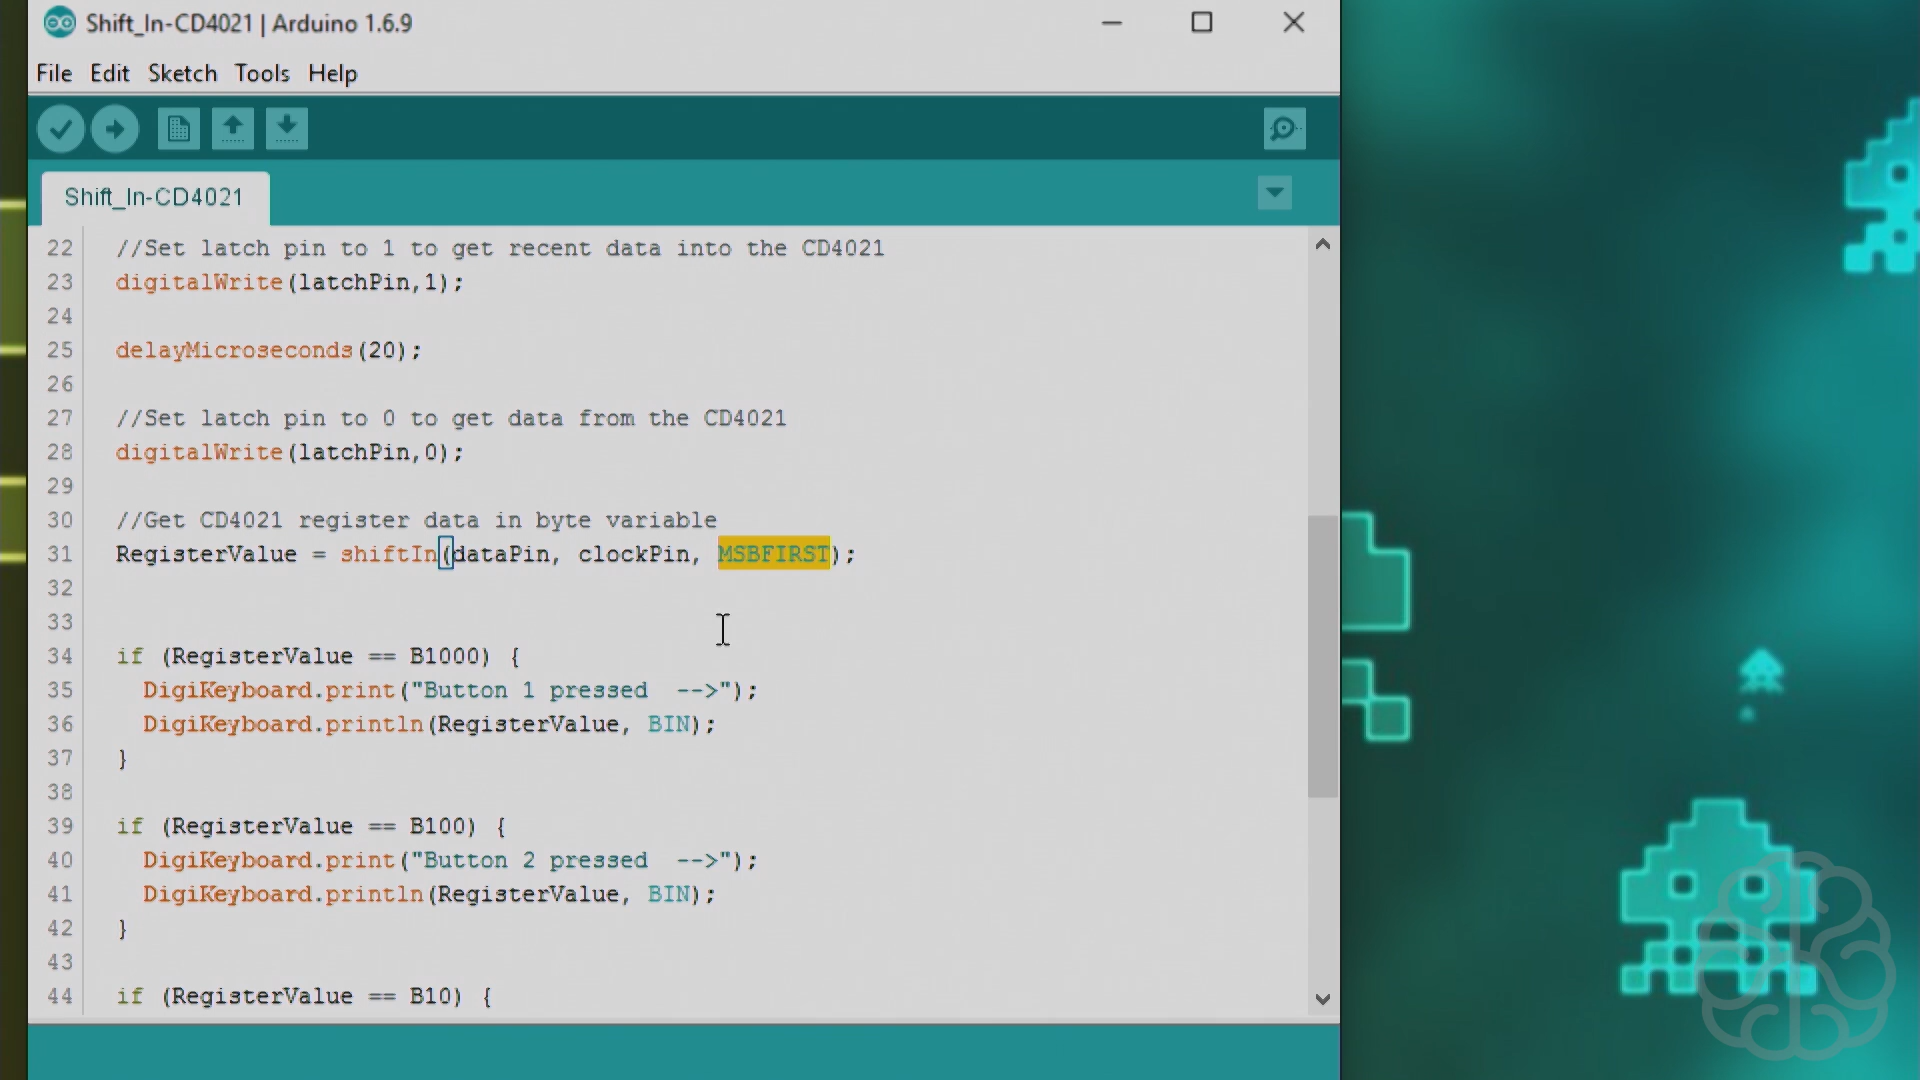 Shift_In-CD4021 | Arduino 1.6.9
File Edit Sketch Tools Help
Shift_In-CD4021
22 //Set latch pin to 1 to get recent data into the CD4021
23 digitalWrite(latchPin,1);
24
25 delayMicroseconds(20);
26
27 //Set latch pin to 0 to get data from the CD4021
28 digitalWrite(latchPin,0);
29
30 //Get CD4021 register data in byte variable
31 RegisterValue = shiftIn(dataPin, clockPin, MSBFIRST);
32
33
34 if (RegisterValue == B1000) {
35 DigiKeyboard.print("Button 1 pressed  -->");
36 DigiKeyboard.println(RegisterValue, BIN);
37 }
38
39 if (RegisterValue == B100) {
40 DigiKeyboard.print("Button 2 pressed  -->");
41 DigiKeyboard.println(RegisterValue, BIN);
42 }
43
44 if (RegisterValue == B10) {